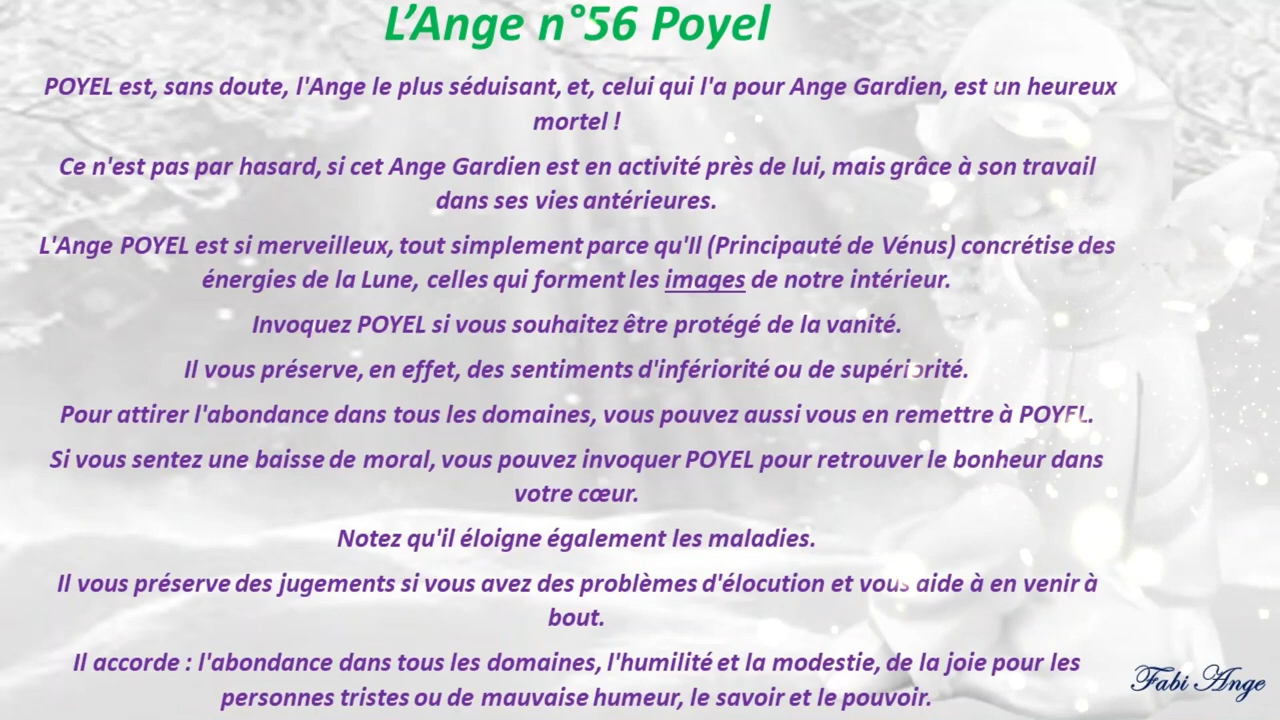 L’Ange n°56 Poyel
POYEL est, sans doute, l'Ange le plus séduisant, et, celui qui l'a pour Ange Gardien, est un heureux
mortel !
Ce n'est pas par hasard, si cet Ange Gardien est en activité près de lui, mais grâce à son travail
dans ses vies antérieures.
L'Ange POYEL est si merveilleux, tout simplement parce qu'Il (Principauté de Vénus) concrétise des
énergies de la Lune, celles qui forment les images de notre intérieur.
Invoquez POYEL si vous souhaitez être protégé de la vanité.
Il vous préserve, en effet, des sentiments d'infériorité ou de supériorité.
Pour attirer l'abondance dans tous les domaines, vous pouvez aussi vous en remettre à POYEL.
Si vous sentez une baisse de moral, vous pouvez invoquer POYEL pour retrouver le bonheur dans
votre cœur.
Notez qu'il éloigne également les maladies.
Il vous préserve des jugements si vous avez des problèmes d'élocution et vous aide à en venir à
bout.
Il accorde : l'abondance dans tous les domaines, l'humilité et la modestie, de la joie pour les
personnes tristes ou de mauvaise humeur, le savoir et le pouvoir.
Fabi Ange